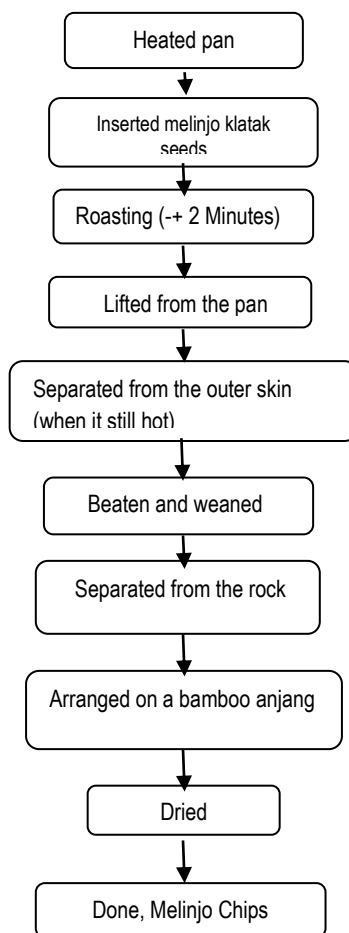 Heated pan
Inserted melinjo klatak
seeds
Roasting (-+ 2 Minutes)
Lifted from the pan
Separated from the outer skin
(when it still hot)
Beaten and weaned
Separated from the rock
Arranged on a bamboo anjang
Dried
Done, Melinjo Chips